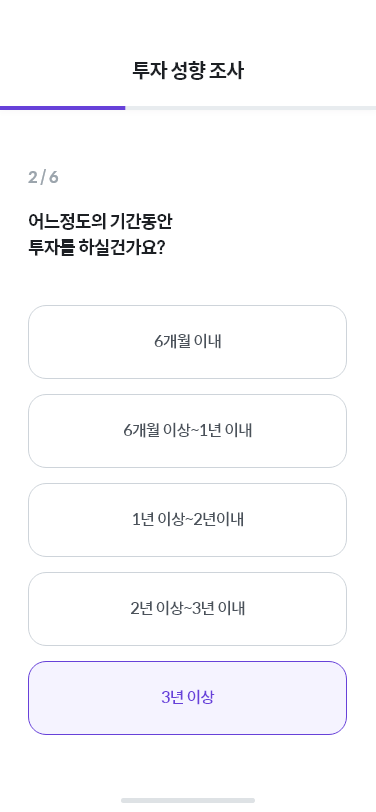 투자 성향 조사
2 / 6
어느정도의 기간동안
투자를 하실건가요?
6개월 이내
6개월 이상~1년 이내
1년 이상~2년이내
2년 이상~3년 이내
3년 이상